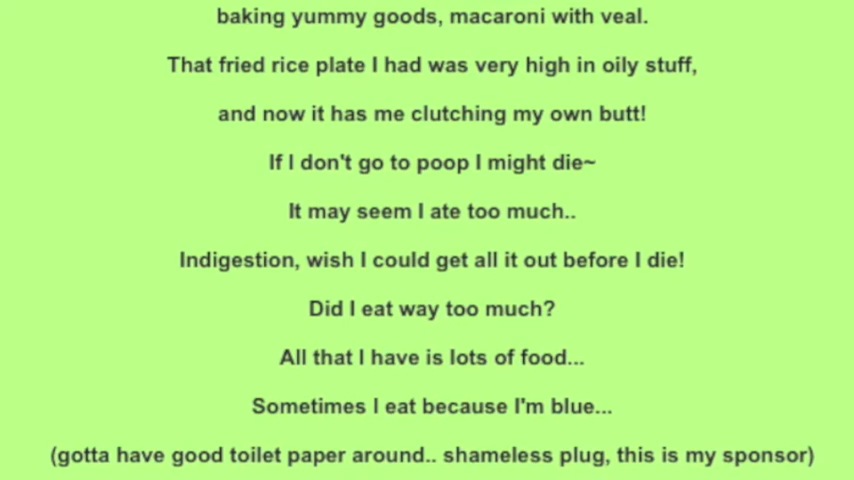 baking yummy goods, macaroni with veal.
That fried rice plate I had was very high in oily stuff,
and now it has me clutching my own butt!
If I don't go to poop I might die~
It may seem I ate too much..
Indigestion, wish I could get all it out before I die!
Did I eat way too much?
All that I have is lots of food...
Sometimes I eat because I'm blue...
(gotta have good toilet paper around.. shameless plug, this is my sponsor)